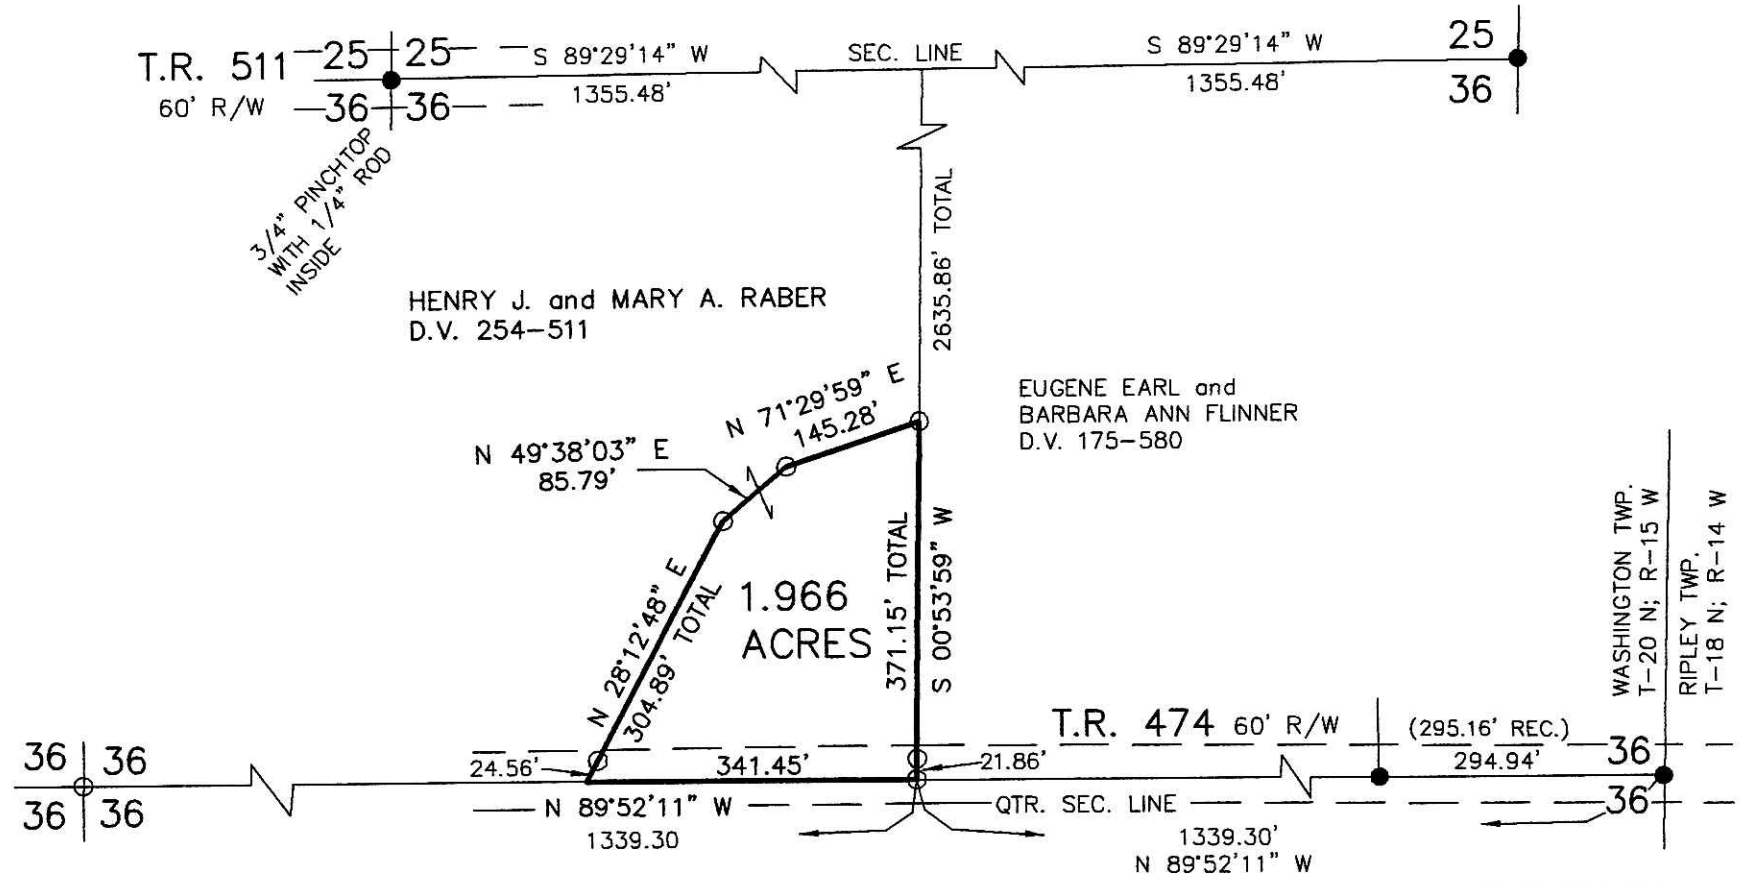 T.R. 511
60' R/W
25 25
36 36
S 89°29'14" W
1355.48'
SEC. LINE
S 89°29'14" W
1355.48'
25
36
3/4" PINCHTOP
WITH 1/4" ROD
INSIDE
2635.86' TOTAL
HENRY J. and MARY A. RABER
D.V. 254-511
EUGENE EARL and
BARBARA ANN FLINNER
D.V. 175-580
N 71°29'59" E
145.28'
N 49°38'03" E
85.79'
N 28°12'48" E
304.89' TOTAL
1.966
ACRES
371.15' TOTAL
S 00°53'59" W
WASHINGTON TWP.
T-20 N; R-15 W
RIPLEY TWP.
T-18 N; R-14 W
T.R. 474 60' R/W
(295.16' REC.)
294.94'
36
36
36 36
36 36
24.56'
341.45'
21.86'
N 89°52'11" W
1339.30
QTR. SEC. LINE
1339.30'
N 89°52'11" W